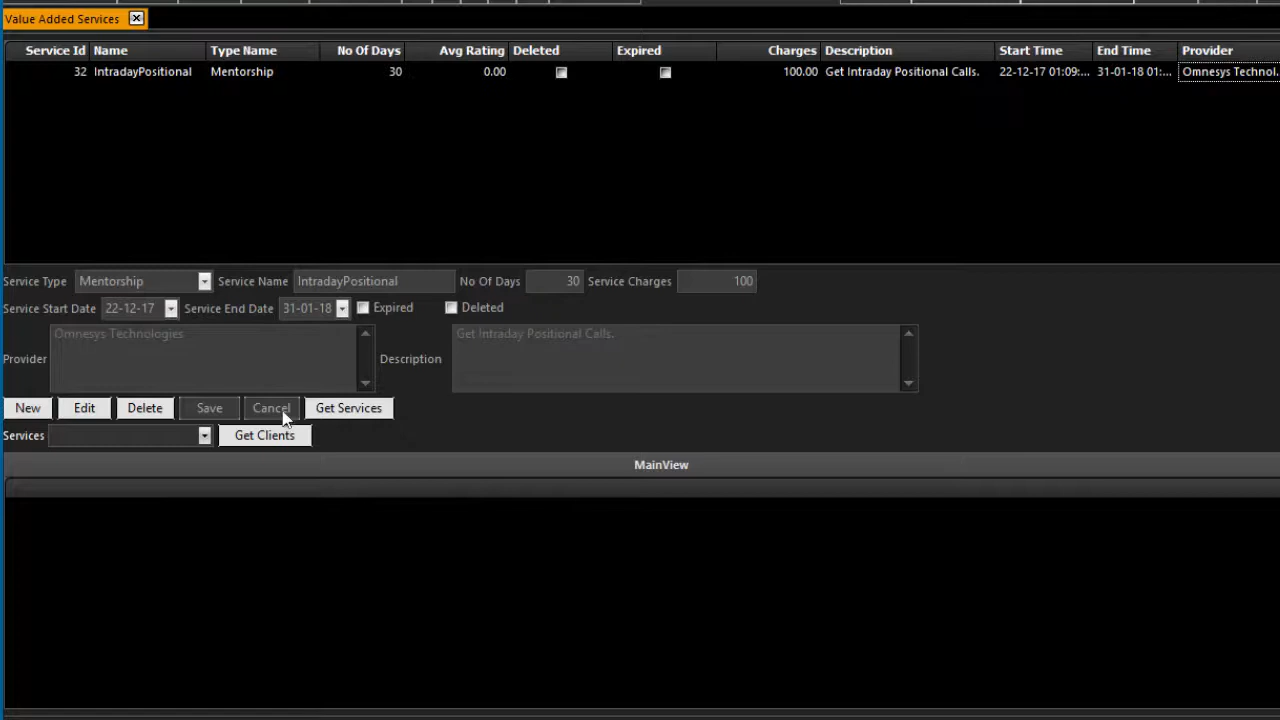 Value Added Services
Service Id Name Type Name No Of Days Avg Rating Deleted Expired Charges Description Start Time End Time Provider
32 IntradayPositional Mentorship 30 0.00 100.00 Get Intraday Positional Calls. 22-12-17 01:09:... 31-01-18 01:... Omnesys Technol.
Service Type Mentorship Service Name IntradayPositional No Of Days 30 Service Charges 100
Service Start Date 22-12-17 Service End Date 31-01-18 Expired Deleted
Provider Omnesys Technologies Description Get Intraday Positional Calls.
New Edit Delete Save Cancel Get Services
Services Get Clients
MainView